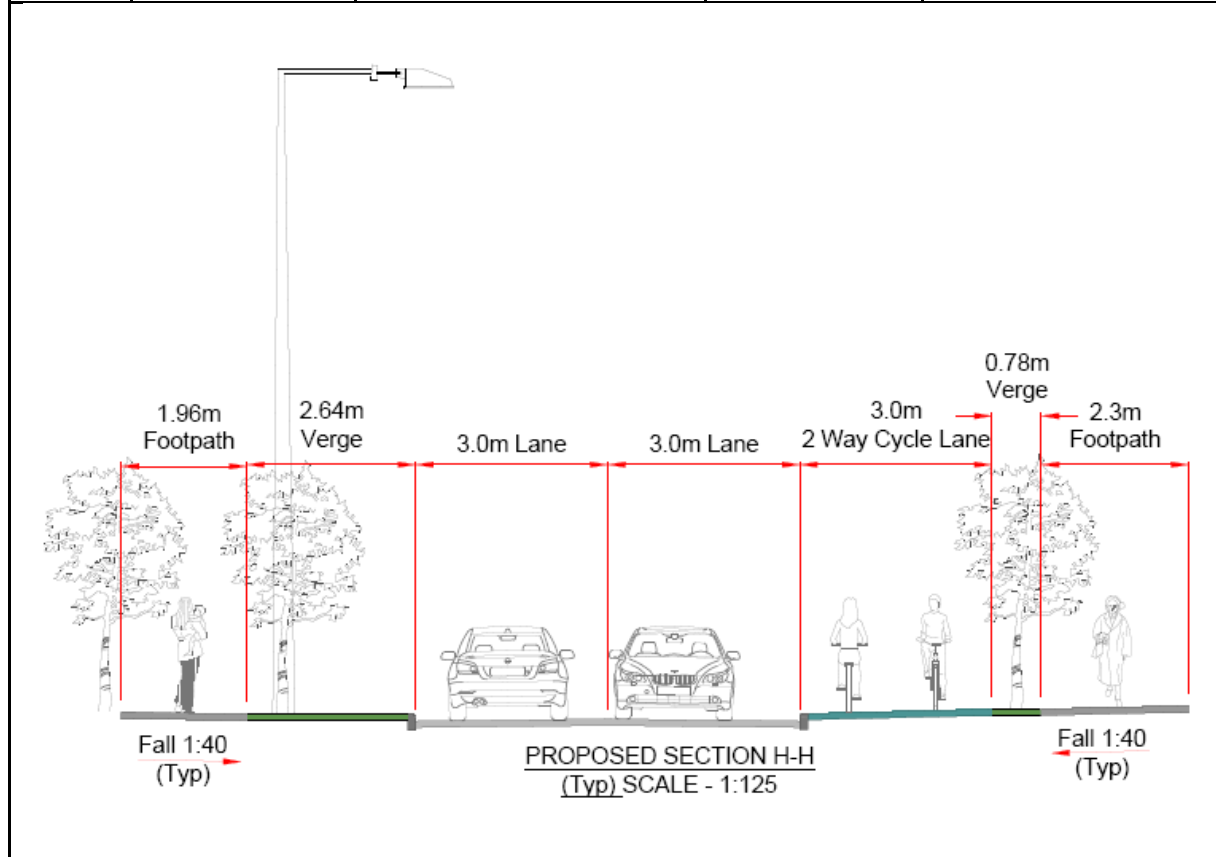 1.96m
Footpath
2.64m
Verge
3.0m Lane
3.0m Lane
3.0m
2 Way Cycle Lane
0.78m
Verge
2.3m
Footpath
Fall 1:40
(Typ)
PROPOSED SECTION H-H
(Typ) SCALE - 1:125
Fall 1:40
(Typ)